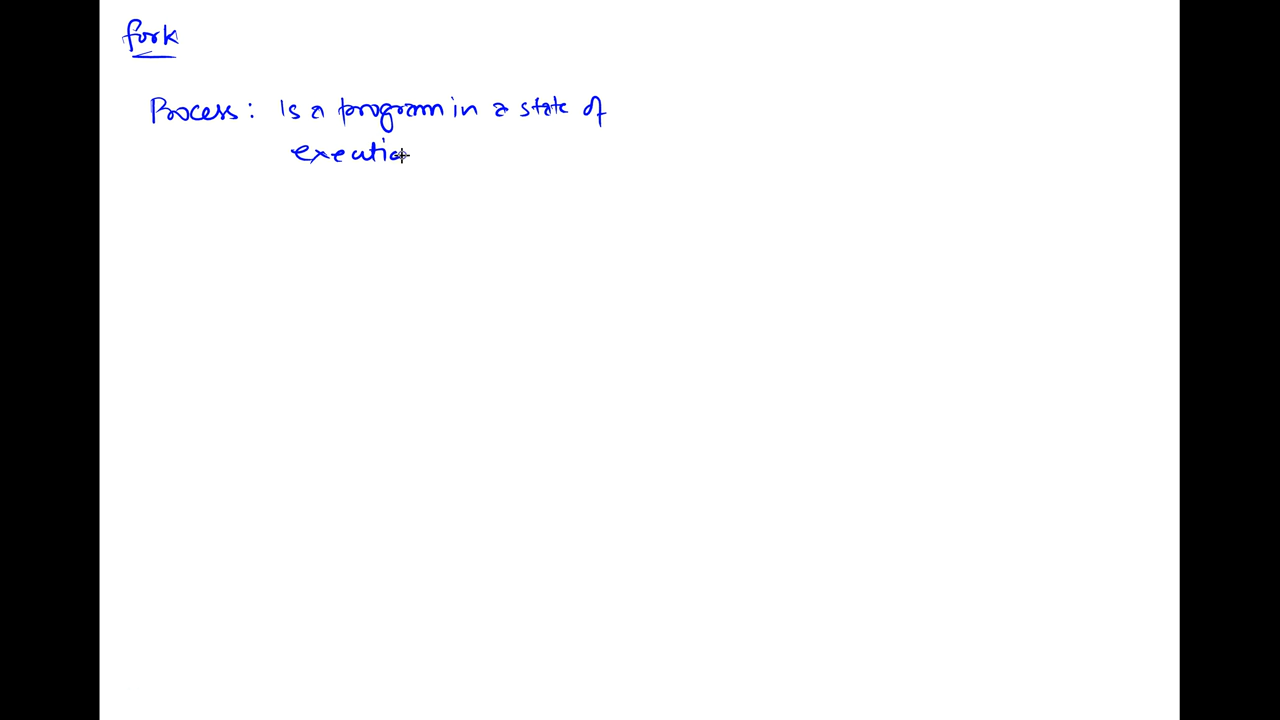 fork
Process: Is a program in a state of
executio